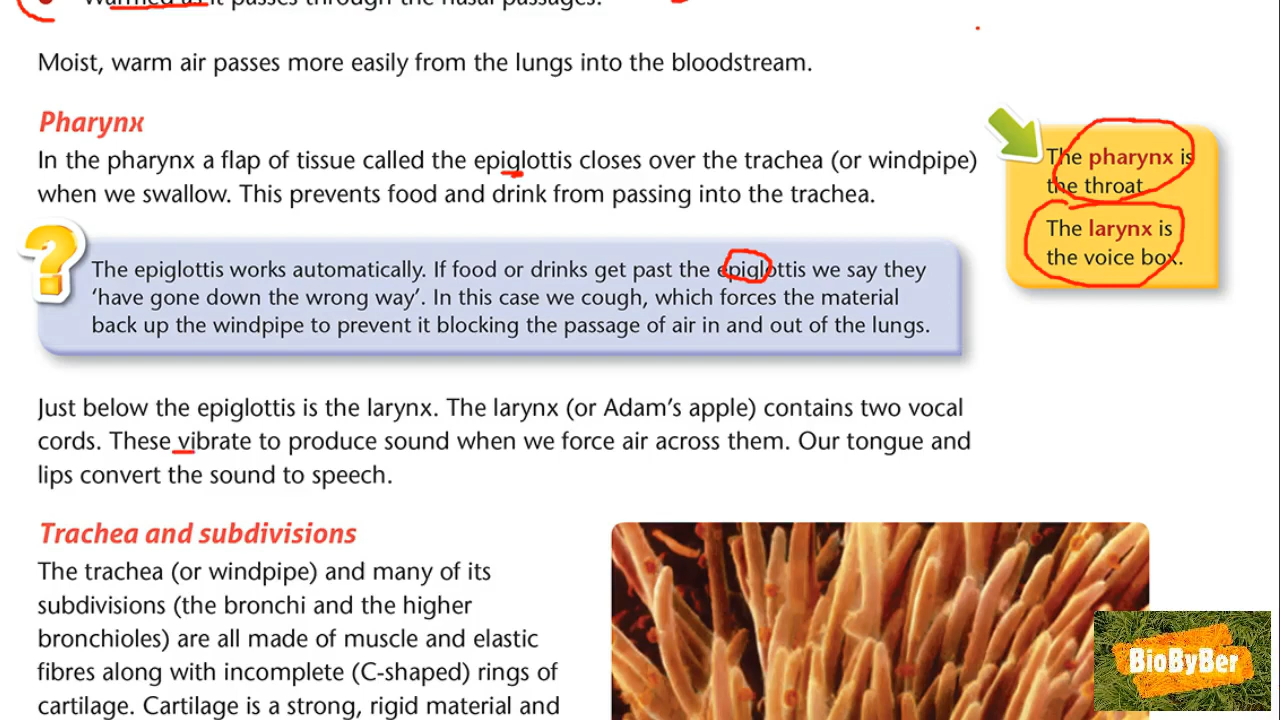 Warmed as it passes through the nasal passages.
Moist, warm air passes more easily from the lungs into the bloodstream.
Pharynx
In the pharynx a flap of tissue called the epiglottis closes over the trachea (or windpipe)
when we swallow. This prevents food and drink from passing into the trachea.
The pharynx is
the throat
The larynx is
the voice box.
?
The epiglottis works automatically. If food or drinks get past the epiglottis we say they
‘have gone down the wrong way’. In this case we cough, which forces the material
back up the windpipe to prevent it blocking the passage of air in and out of the lungs.
Just below the epiglottis is the larynx. The larynx (or Adam’s apple) contains two vocal
cords. These vibrate to produce sound when we force air across them. Our tongue and
lips convert the sound to speech.
Trachea and subdivisions
The trachea (or windpipe) and many of its
subdivisions (the bronchi and the higher
bronchioles) are all made of muscle and elastic
fibres along with incomplete (C-shaped) rings of
cartilage. Cartilage is a strong, rigid material and
BioByBer